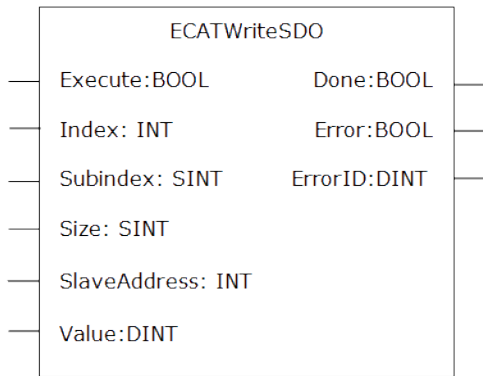 ECATWriteSDO
Execute:BOOL Done:BOOL
Index: INT Error:BOOL
Subindex: SINT ErrorID:DINT
Size: SINT
SlaveAddress: INT
Value:DINT